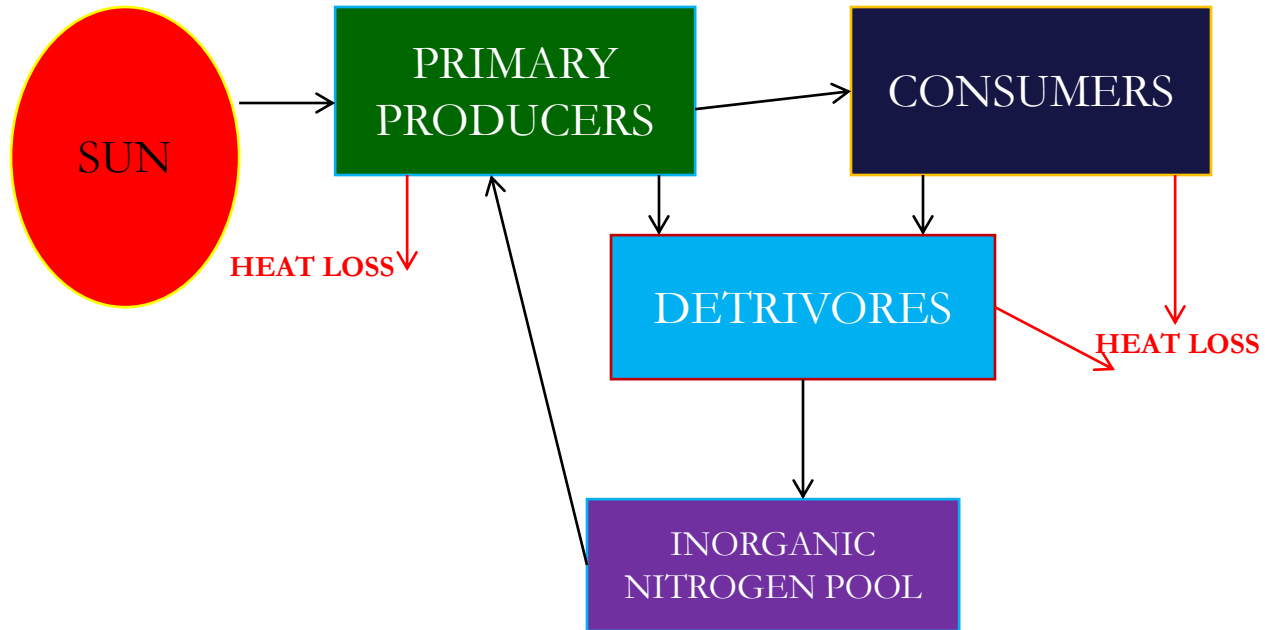 PRIMARY
PRODUCERS
CONSUMERS
SUN
HEAT LOSS
DETRIVORES
HEAT LOSS
INORGANIC
NITROGEN POOL